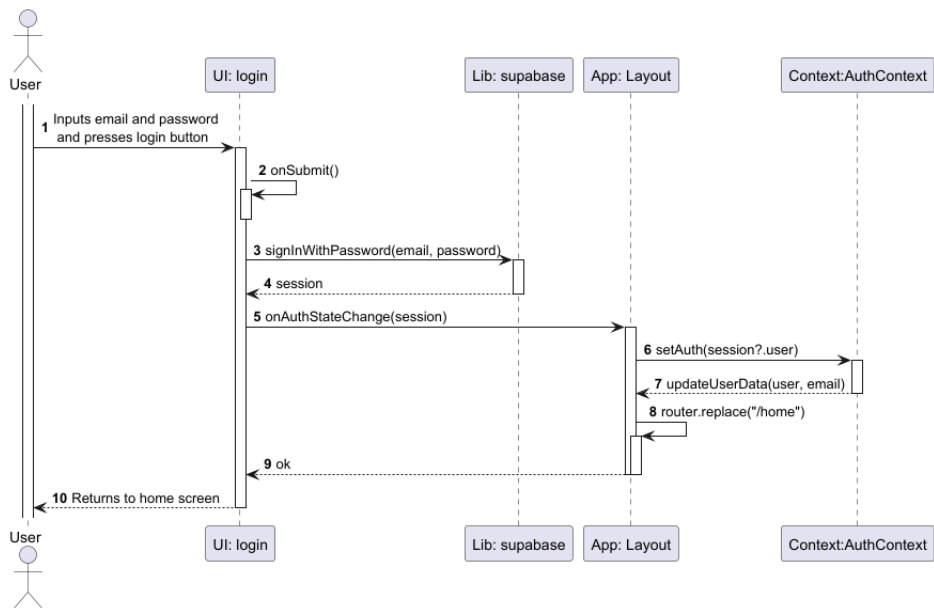 User
UI: login
Lib: supabase
App: Layout
Context:AuthContext
1 Inputs email and password
and presses login button
2 onSubmit()
3 signInWithPassword(email, password)
4 session
5 onAuthStateChange(session)
6 setAuth(session?.user)
7 updateUserData(user, email)
8 router.replace("/home")
9 ok
10 Returns to home screen
User
UI: login
Lib: supabase
App: Layout
Context:AuthContext